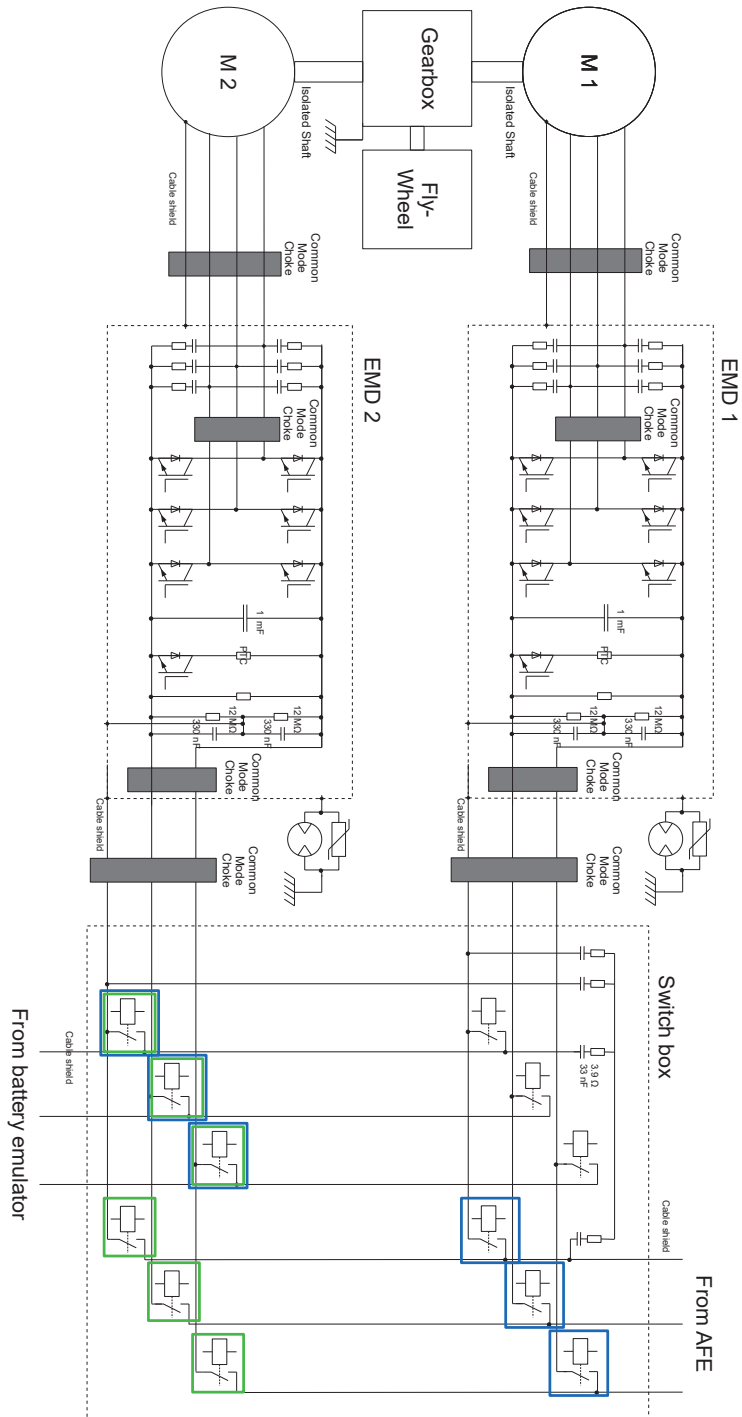 M 2
Gearbox
M 1
Isolated Shaft
Isolated Shaft
Fly-
Wheel
Cable shield
Cable shield
Common
Mode
Choke
Common
Mode
Choke
EMD 2
EMD 1
Common
Mode
Choke
Common
Mode
Choke
1
mF
1
mF
PTC
PTC
12 MΩ
330 nF
12 MΩ
330 nF
12 MΩ
330 nF
12 MΩ
330 nF
Common
Mode
Choke
Common
Mode
Choke
Cable shield
Cable shield
Common
Mode
Choke
Common
Mode
Choke
Switch box
3.9 Ω
33 nF
Cable shield
From battery emulator
Cable shield
From AFE